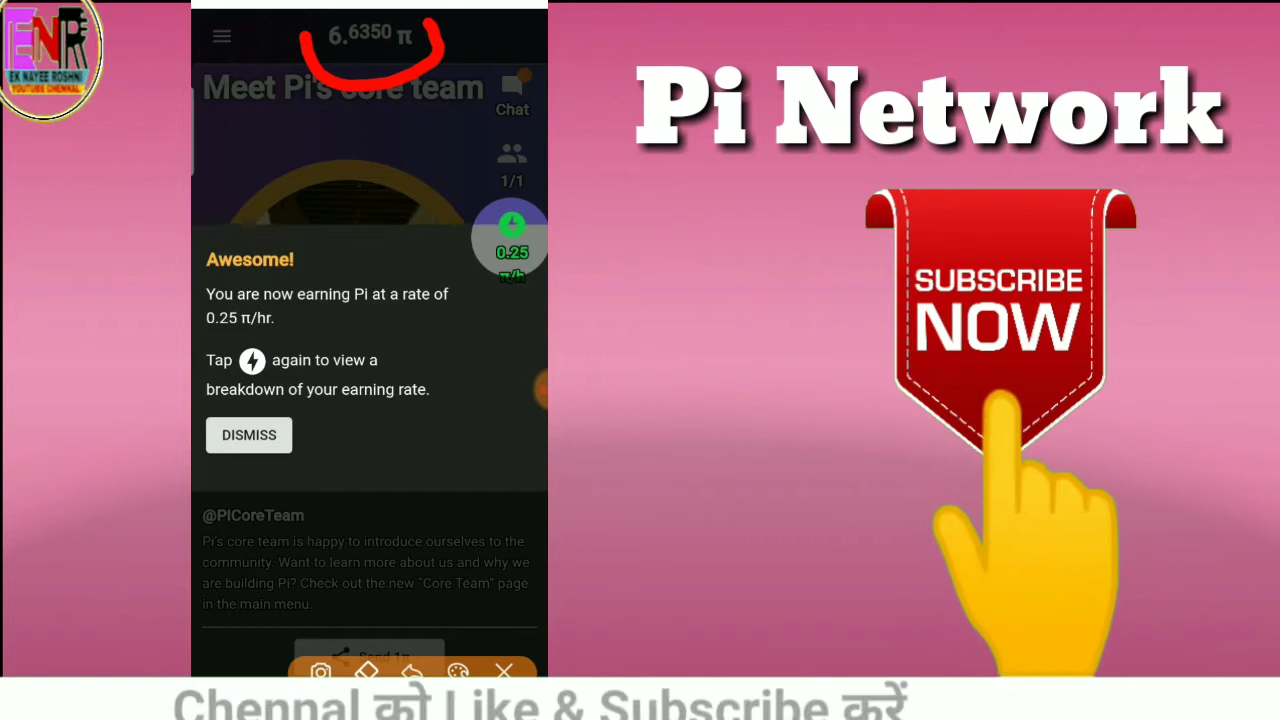 ENR
EK NAYEE ROSHNI
YOUTUBE CHENNAL
6.6350 π
Meet Pi's core team
Chat
1/1
0.25
π/h
Awesome!
You are now earning Pi at a rate of
0.25 π/hr.
Tap again to view a
breakdown of your earning rate.
DISMISS
@PICoreTeam
Pi's core team is happy to introduce ourselves to the
community. Want to learn more about us and why we
are building Pi? Check out the new "Core Team" page
in the main menu.
Send 1π
Pi Network
SUBSCRIBE
NOW
Chennal को Like & Subscribe करें